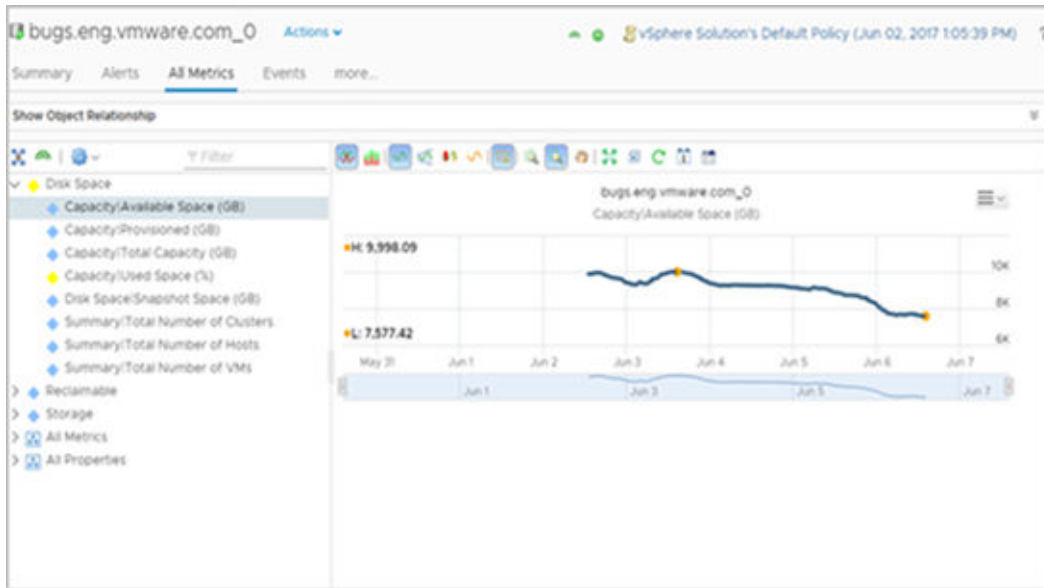 bugs.eng.vmware.com_0 Actions vSphere Solution's Default Policy (Jun 02, 2017 1:05:39 PM) ?
Summary Alerts All Metrics Events more...
Show Object Relationship
Filter
Disk Space
Capacity|Available Space (GB)
Capacity|Provisioned (GB)
Capacity|Total Capacity (GB)
Capacity|Used Space (%)
Disk Space|Snapshot Space (GB)
Summary|Total Number of Clusters
Summary|Total Number of Hosts
Summary|Total Number of VMs
Reclaimable
Storage
All Metrics
All Properties
bugs.eng.vmware.com_0
Capacity|Available Space (GB)
H: 9,998.09
10K
8K
L: 7,577.42
6K
May 31 Jun 1 Jun 2 Jun 3 Jun 4 Jun 5 Jun 6 Jun 7
Jun 1 Jun 3 Jun 5 Jun 7